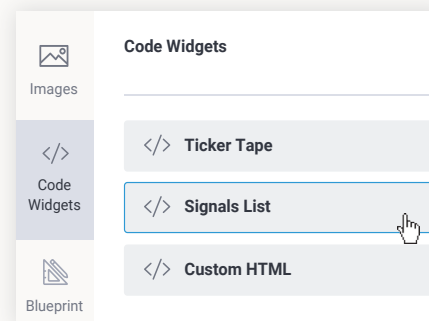 Code Widgets
Images
Code
Widgets
Blueprint
Ticker Tape
Signals List
Custom HTML